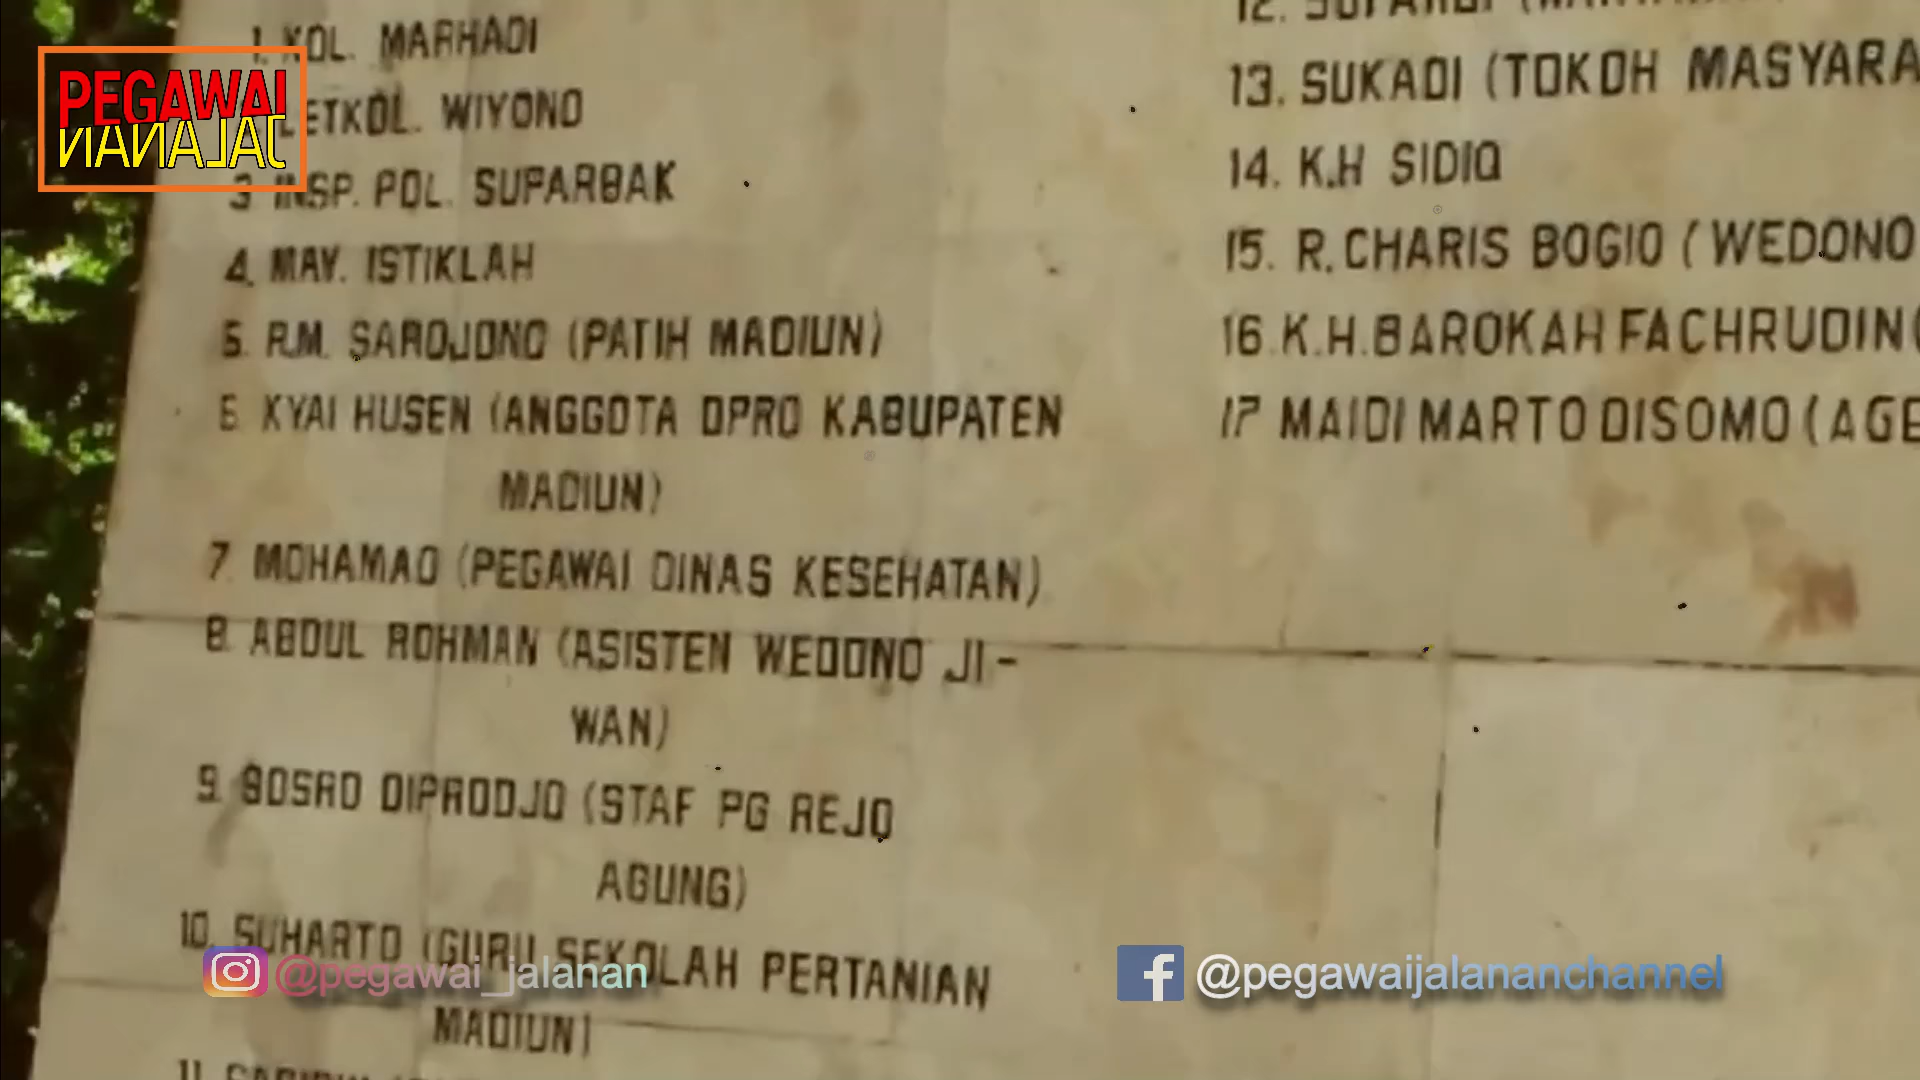 PEGAWAI
JALANAN
1. KOL. MARHADI
LETKOL. WIYONO
3 INSP. POL. SUPARBAK
4. MAY. ISTIKLAH
5. R.M. SAROJONO (PATIH MADIUN)
6 KYAI HUSEN (ANGGOTA DPRD KABUPATEN
MADIUN)
7. MOHAMAD (PEGAWAI DINAS KESEHATAN)
8. ABDUL ROHMAN (ASISTEN WEDONO JI-
WAN)
9. SOSRO DIPRODJO (STAF PG REJO
AGUNG)
10. SUHARTO (GURU SEKOLAH PERTANIAN
MADIUN)
11.
12.
13. SUKADI (TOKOH MASYARA
14. K.H SIDIQ
15. R. CHARIS BOGIO (WEDONO
16. K.H. BAROKAH FACHRUDIN (
17 MAIDI MARTO DISOMO (AGE
@pegawai_jalanan
@pegawaijalananchannel